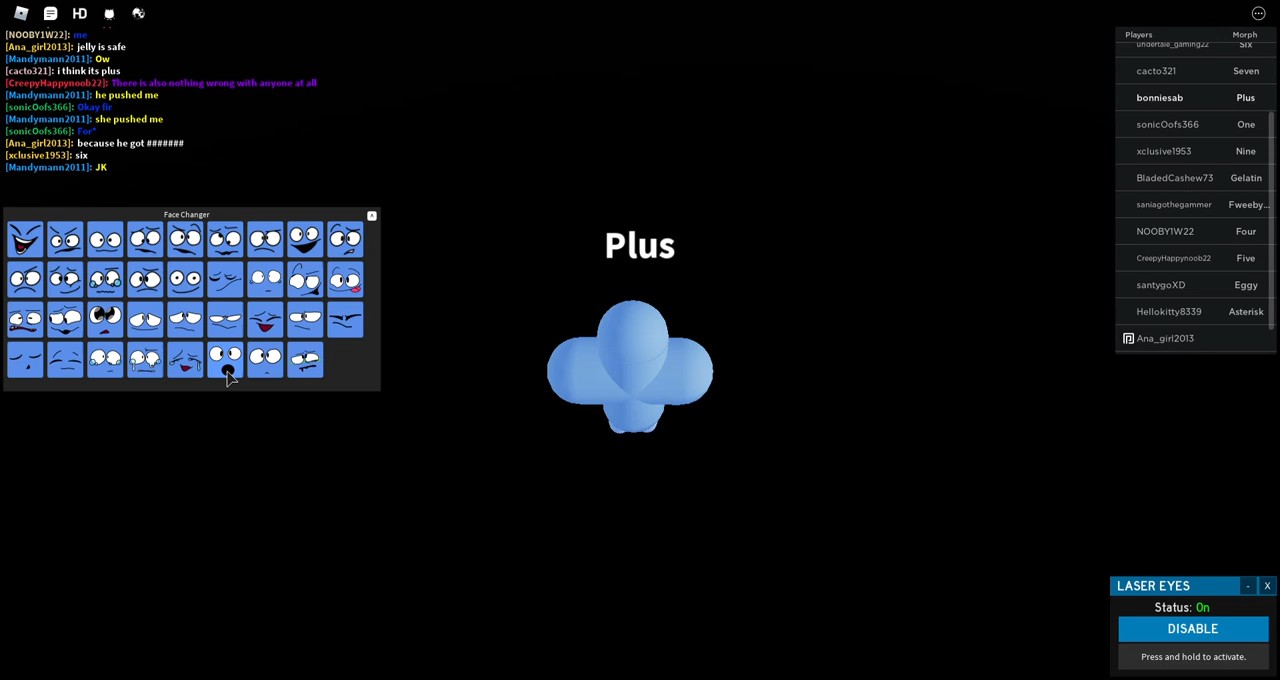 HD
[NOOBY1W22]: me
[Ana_girl2013]: jelly is safe
[Mandymann2011]: Ow
[cacto321]: i think its plus
[CreepyHappynoob22]: There is also nothing wrong with anyone at all
[Mandymann2011]: he pushed me
[sonicOofs366]: Okay fir
[Mandymann2011]: she pushed me
[sonicOofs366]: For*
[Ana_girl2013]: because he got #######
[xclusive1953]: six
[Mandymann2011]: JK
Face Changer
Plus
Players Morph
undertale_gaming22 Six
cacto321 Seven
bonniesab Plus
sonicOofs366 One
xclusive1953 Nine
BladedCashew73 Gelatin
saniagothegammer Fweeby...
NOOBY1W22 Four
CreepyHappynoob22 Five
santygoXD Eggy
Hellokitty8339 Asterisk
Ana_girl2013
LASER EYES - X
Status: On
DISABLE
Press and hold to activate.